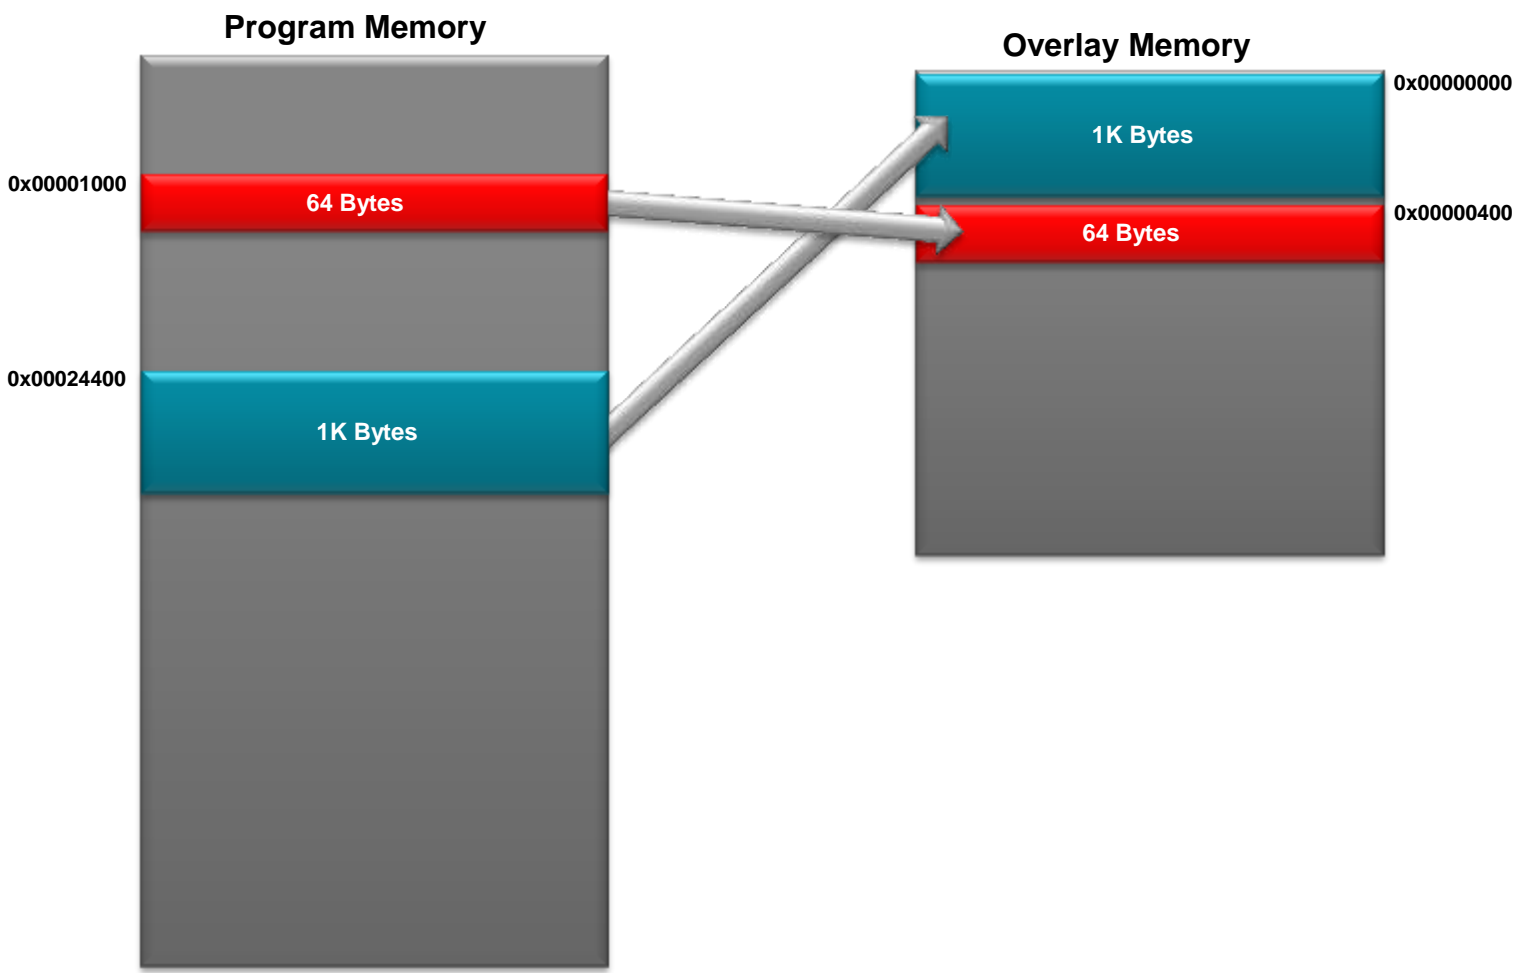 Program Memory
Overlay Memory
0x00000000
1K Bytes
0x00001000
64 Bytes
0x00000400
64 Bytes
0x00024400
1K Bytes